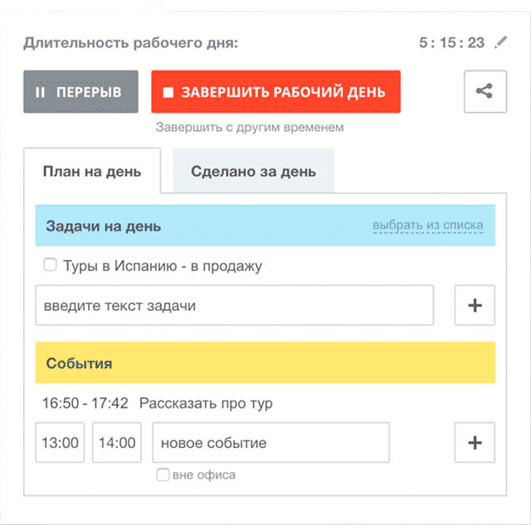 Длительность рабочего дня: 5 : 15 : 23
ПЕРЕРЫВ ЗАВЕРШИТЬ РАБОЧИЙ ДЕНЬ
Завершить с другим временем
План на день Сделано за день
Задачи на день выбрать из списка
Туры в Испанию - в продажу
введите текст задачи +
События
16:50 - 17:42 Рассказать про тур
13:00 14:00 новое событие +
вне офиса